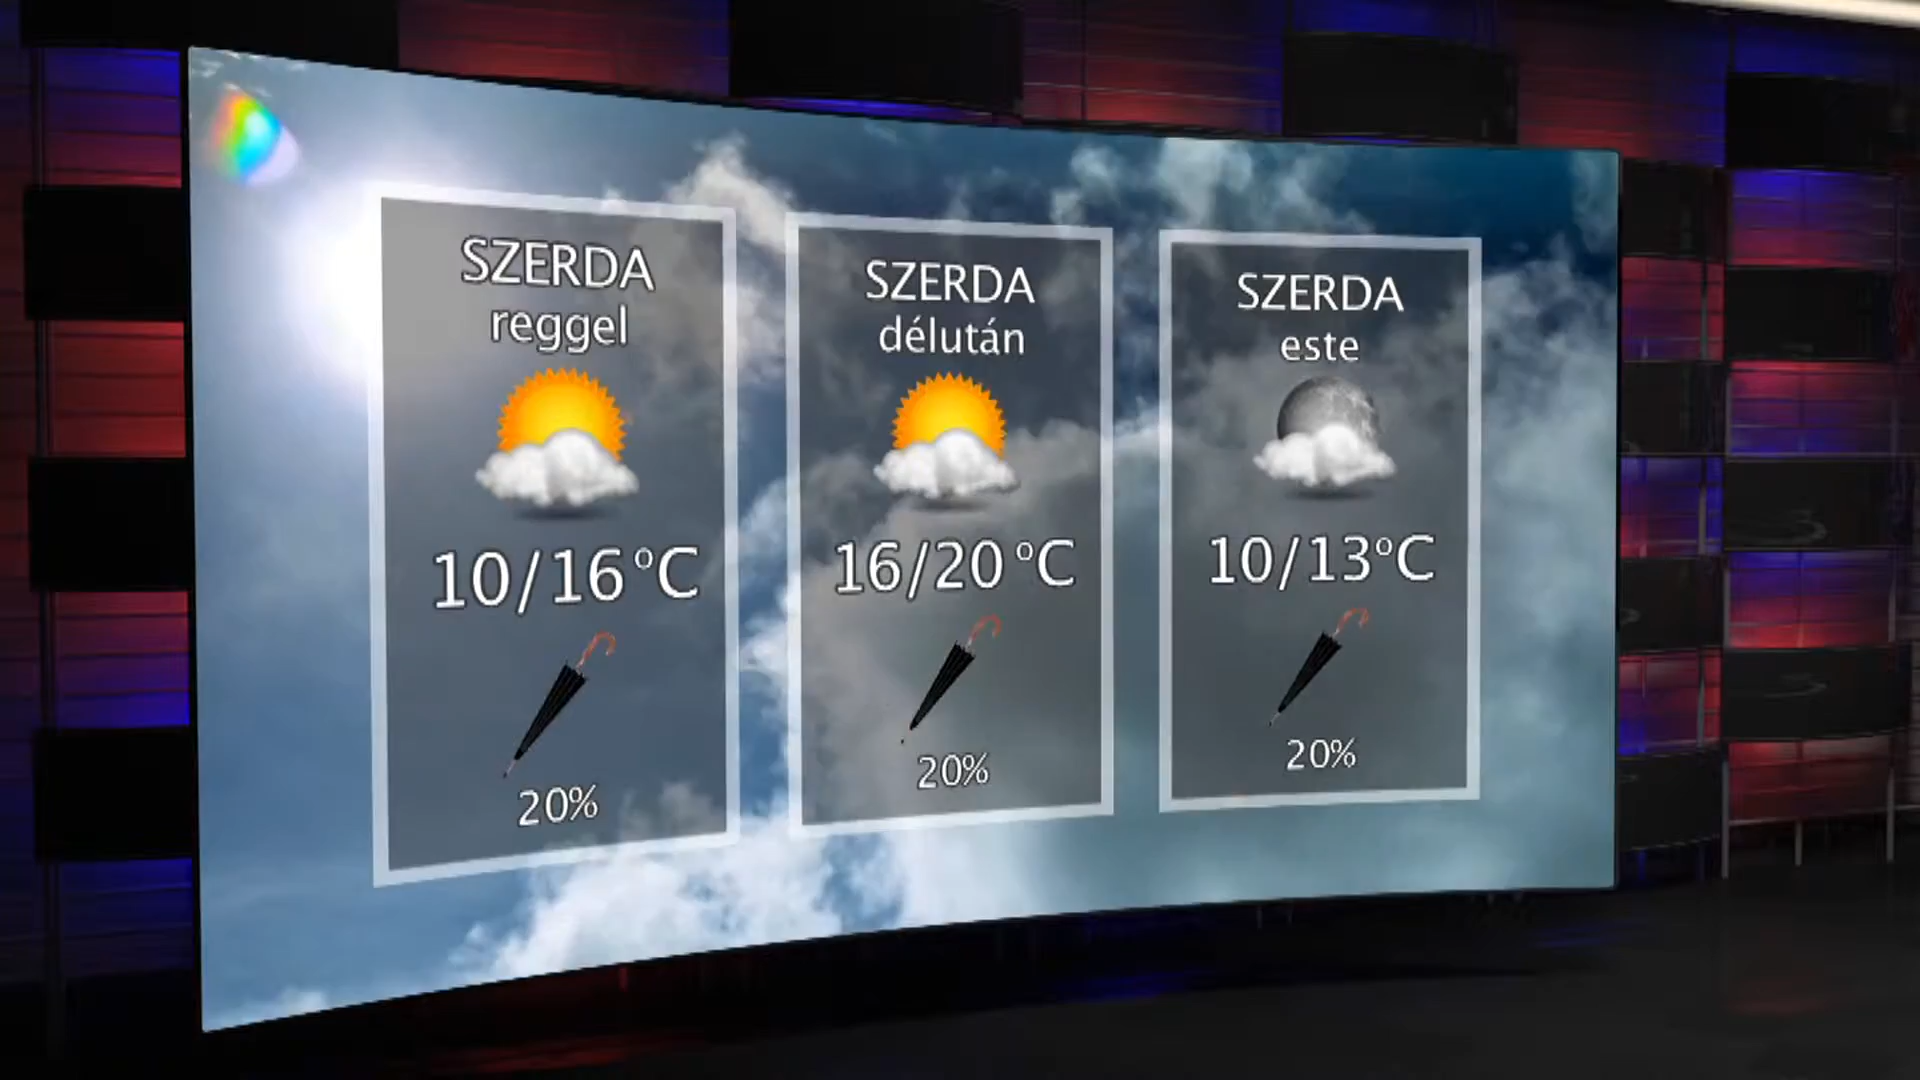 SZERDA
reggel
10/16 °C
20%
SZERDA
délután
16/20 °C
20%
SZERDA
este
10/13°C
20%